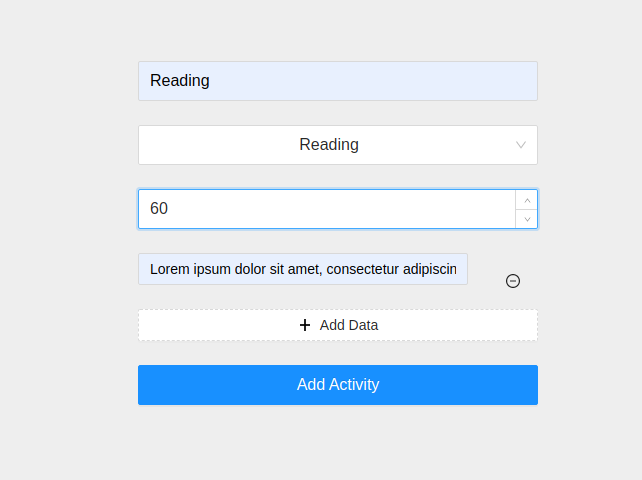 Reading
Reading
60
Lorem ipsum dolor sit amet, consectetur adipiscin
Add Data
Add Activity